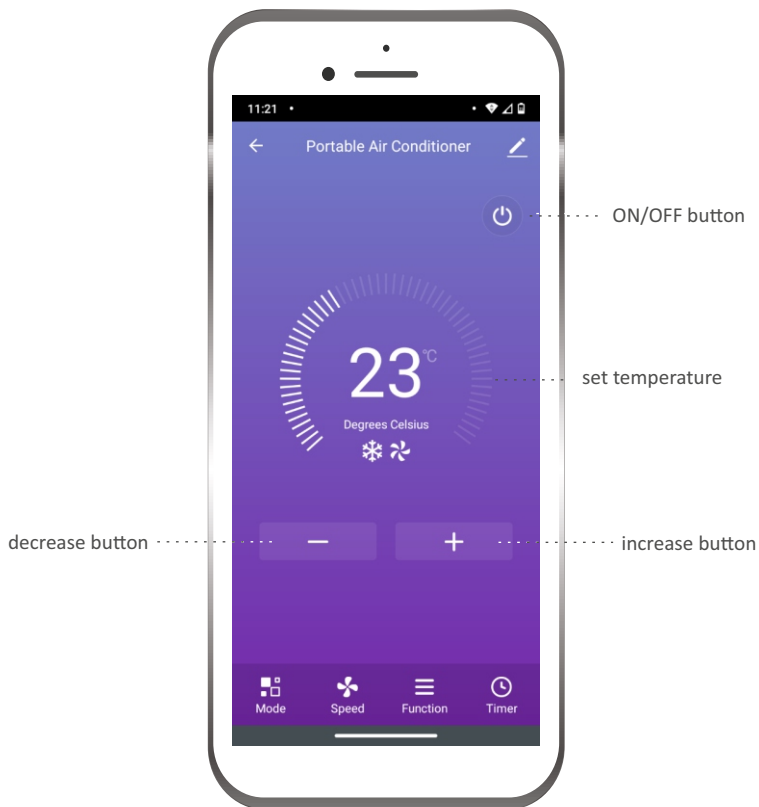 11:21
Portable Air Conditioner
ON/OFF button
23°C
set temperature
Degrees Celsius
decrease button
increase button
Mode
Speed
Function
Timer